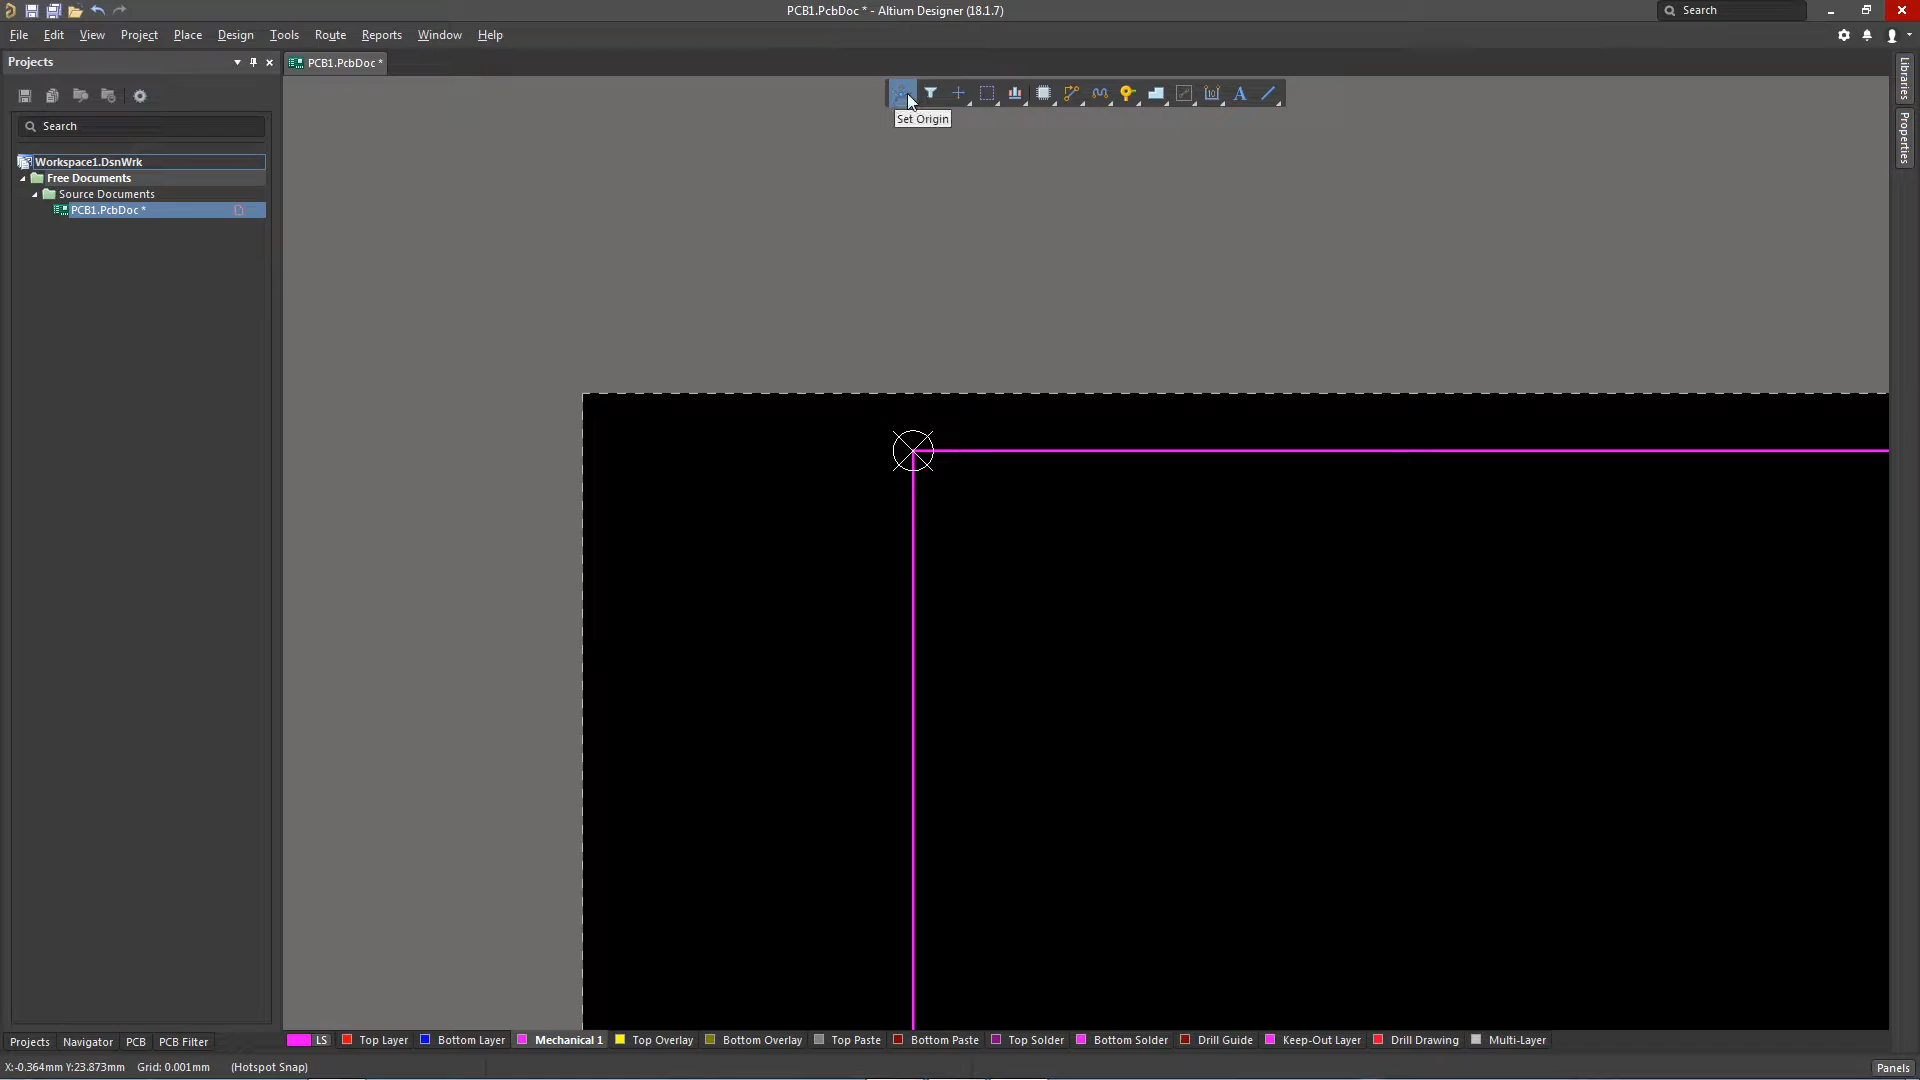 PCB1.PcbDoc * - Altium Designer (18.1.7)
Search
File Edit View Project Place Design Tools Route Reports Window Help
Projects
PCB1.PcbDoc *
Libraries
Properties
Search
A
Set Origin
Workspace1.DsnWrk
Free Documents
Source Documents
PCB1.PcbDoc *
LS Top Layer Bottom Layer Mechanical 1 Top Overlay Bottom Overlay Top Paste Bottom Paste Top Solder Bottom Solder Drill Guide Keep-Out Layer Drill Drawing Multi-Layer
Projects Navigator PCB PCB Filter
X:-0.364mm Y:23.873mm Grid: 0.001mm (Hotspot Snap)
Panels